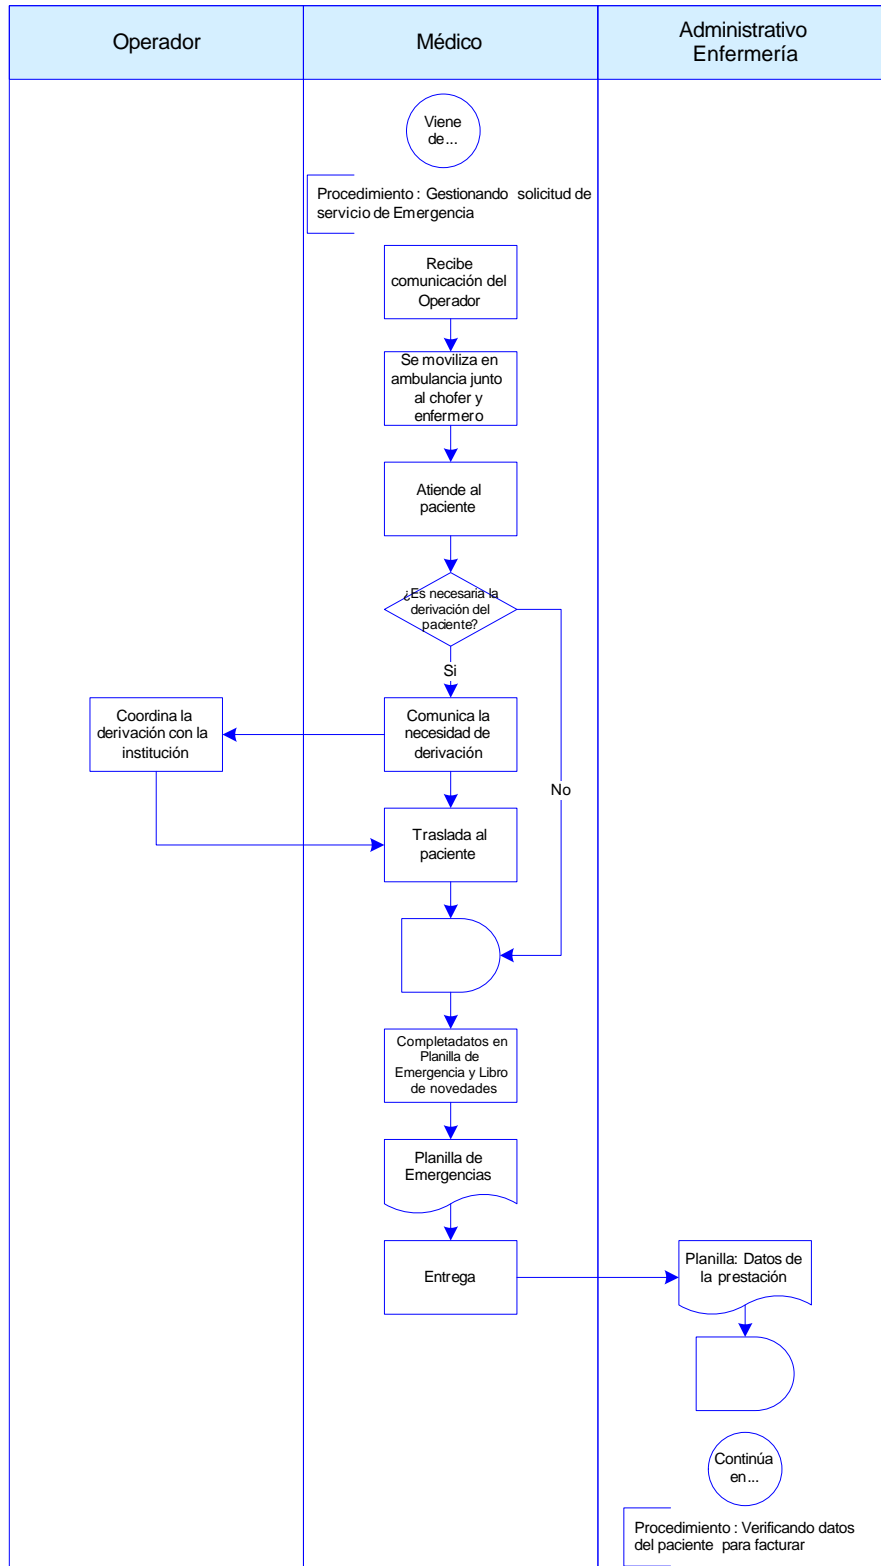 Operador
Médico
Administrativo
Enfermería
Viene
de...
Procedimiento : Gestionando solicitud de
servicio de Emergencia
Recibe
comunicación del
Operador
Se moviliza en
ambulancia junto
al chofer y
enfermero
Atiende al
paciente
¿Es necesaria la
derivación del
paciente?
Si
Coordina la
derivación con la
institución
Comunica la
necesidad de
derivación
No
Traslada al
paciente
Completadatos en
Planilla de
Emergencia y Libro
de novedades
Planilla de
Emergencias
Entrega
Planilla: Datos de
la prestación
Continúa
en...
Procedimiento : Verificando datos
del paciente para facturar